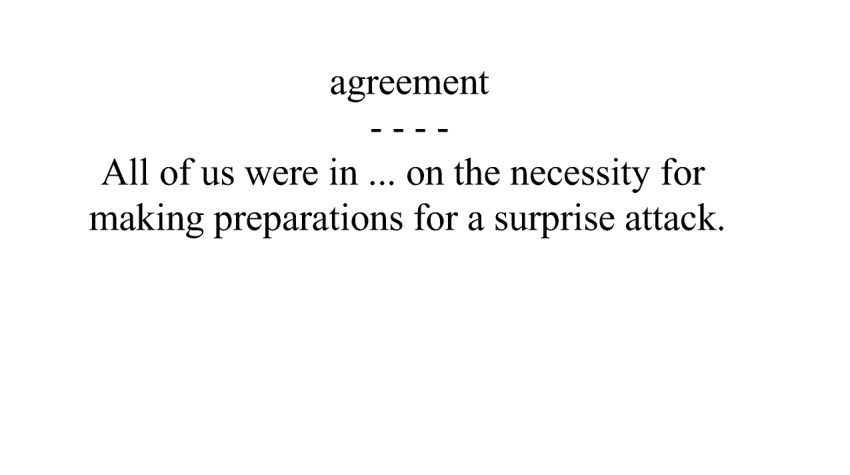 agreement
- - - -
All of us were in ... on the necessity for
making preparations for a surprise attack.